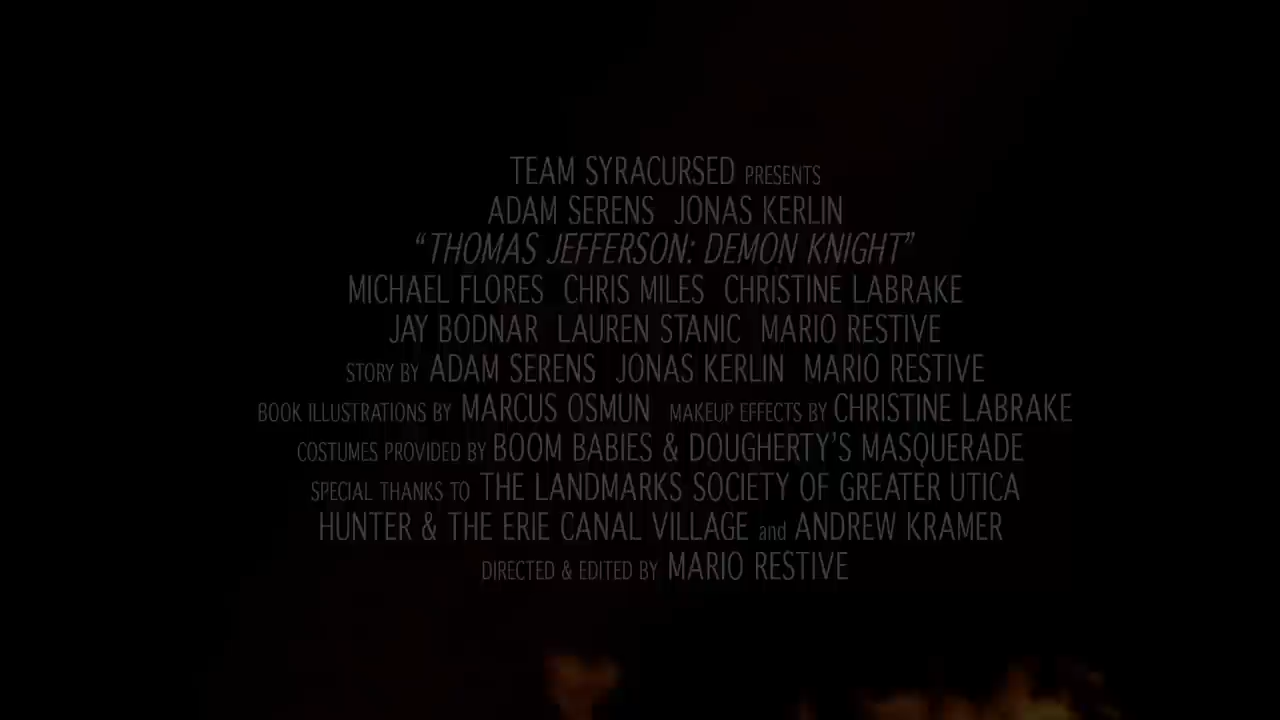 TEAM SYRACURSED PRESENTS
ADAM SERENS JONAS KERLIN
“THOMAS JEFFERSON: DEMON KNIGHT”
MICHAEL FLORES CHRIS MILES CHRISTINE LABRAKE
JAY BODNAR LAUREN STANIC MARIO RESTIVE
STORY BY ADAM SERENS JONAS KERLIN MARIO RESTIVE
BOOK ILLUSTRATIONS BY MARCUS OSMUN MAKEUP EFFECTS BY CHRISTINE LABRAKE
COSTUMES PROVIDED BY BOOM BABIES & DOUGHERTY’S MASQUERADE
SPECIAL THANKS TO THE LANDMARKS SOCIETY OF GREATER UTICA
HUNTER & THE ERIE CANAL VILLAGE and ANDREW KRAMER
DIRECTED & EDITED BY MARIO RESTIVE